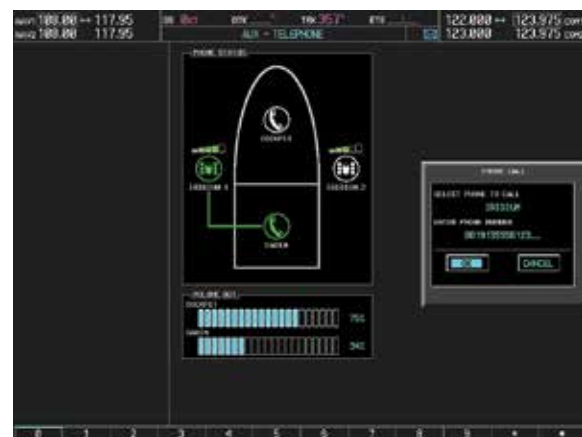 NAV1 108.00 ↔ 117.95 GS 0KT DTK TRK 357° ETE 122.000 ↔ 123.975 COM1
NAV2 108.00 117.95 AUX - TELEPHONE 123.000 123.975 COM2
PHONE STATUS
COCKPIT
IRIDIUM 1
IRIDIUM 2
CABIN
PHONE CALL
SELECT PHONE TO CALL
IRIDIUM
ENTER PHONE NUMBER
OK CANCEL
VOLUME OUT
COCKPIT
75%
CABIN
34%
0 1 2 3 4 5 6 7 8 9